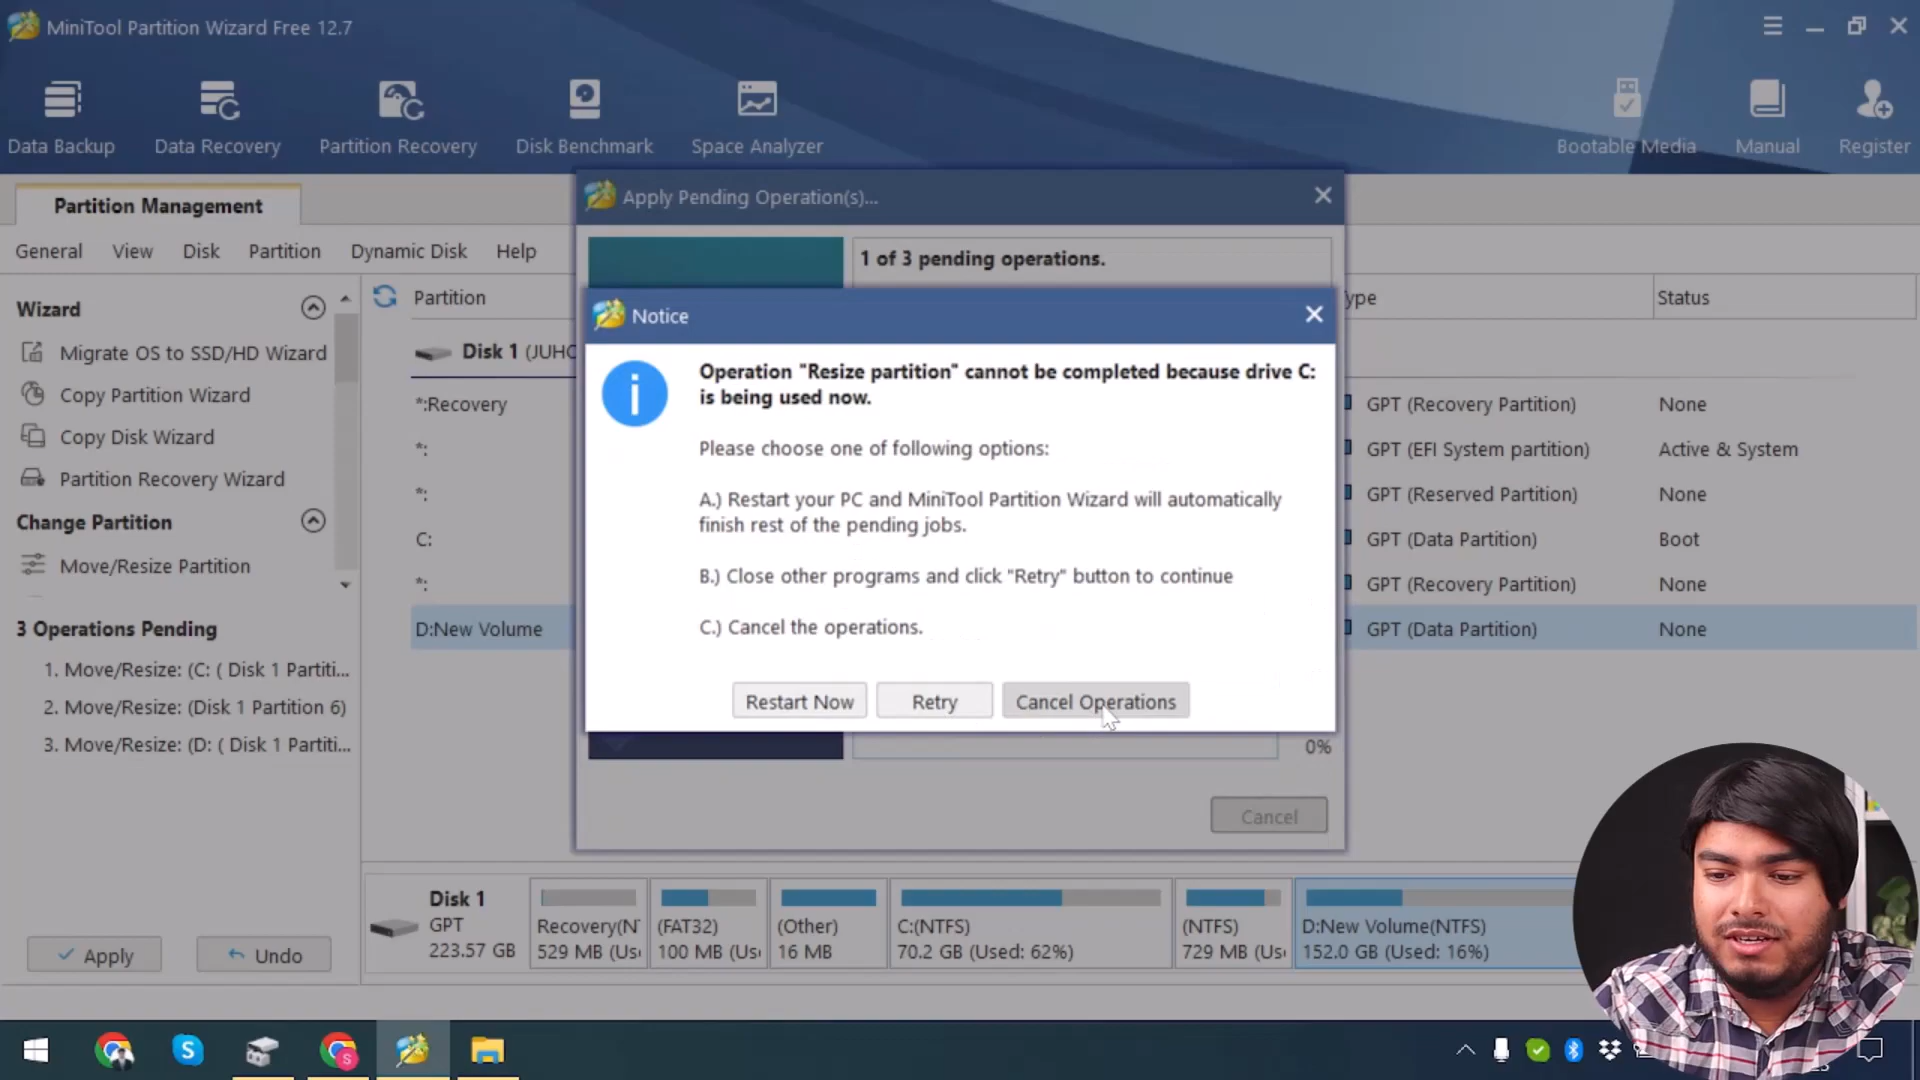 MiniTool Partition Wizard Free 12.7
Data Backup
Data Recovery
Partition Recovery
Disk Benchmark
Space Analyzer
Bootable Media
Manual
Register
Partition Management
General View Disk Partition Dynamic Disk Help
Wizard
Migrate OS to SSD/HD Wizard
Copy Partition Wizard
Copy Disk Wizard
Partition Recovery Wizard
Change Partition
Move/Resize Partition
3 Operations Pending
1. Move/Resize: (C: ( Disk 1 Partiti...
2. Move/Resize: (Disk 1 Partition 6)
3. Move/Resize: (D: ( Disk 1 Partiti...
Apply
Undo
Partition
Status
Disk 1
*:Recovery
GPT (Recovery Partition) None
*:
GPT (EFI System partition) Active & System
*:
GPT (Reserved Partition) None
C:
GPT (Data Partition) Boot
*:
GPT (Recovery Partition) None
D:New Volume
GPT (Data Partition) None
Apply Pending Operation(s)...
1 of 3 pending operations.
Notice
Operation "Resize partition" cannot be completed because drive C:
is being used now.
Please choose one of following options:
A.) Restart your PC and MiniTool Partition Wizard will automatically
finish rest of the pending jobs.
B.) Close other programs and click "Retry" button to continue
C.) Cancel the operations.
Restart Now
Retry
Cancel Operations
0%
Cancel
Disk 1
GPT
223.57 GB
Recovery(N
529 MB (Us
(FAT32)
100 MB (Us
(Other)
16 MB
C:(NTFS)
70.2 GB (Used: 62%)
(NTFS)
729 MB (Us
D:New Volume(NTFS)
152.0 GB (Used: 16%)